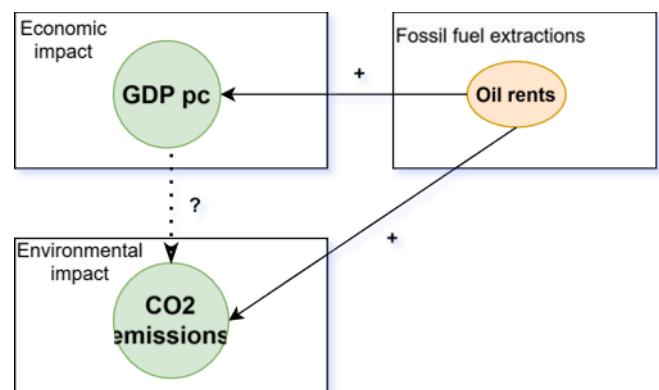 Economic
impact
GDP pc
+
Fossil fuel extractions
Oil rents
?
+
Environmental
impact
CO2
emissions